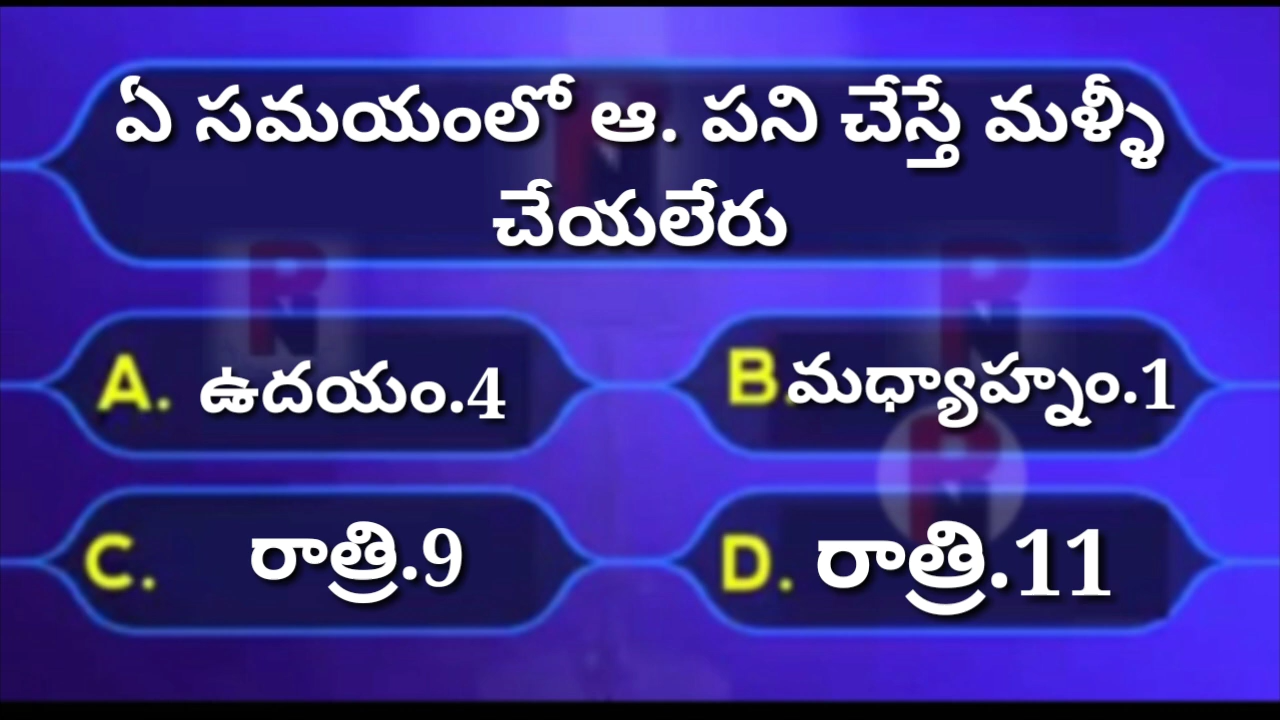 ఏ సమయంలో ఆ. పని చేస్తే మళ్ళీ
చేయలేరు
A. ఉదయం.4
B.మధ్యాహ్నం.1
C. రాత్రి.9
D. రాత్రి.11